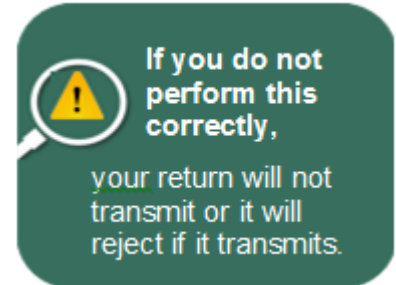 If you do not
perform this
correctly,
your return will not
transmit or it will
reject if it transmits.